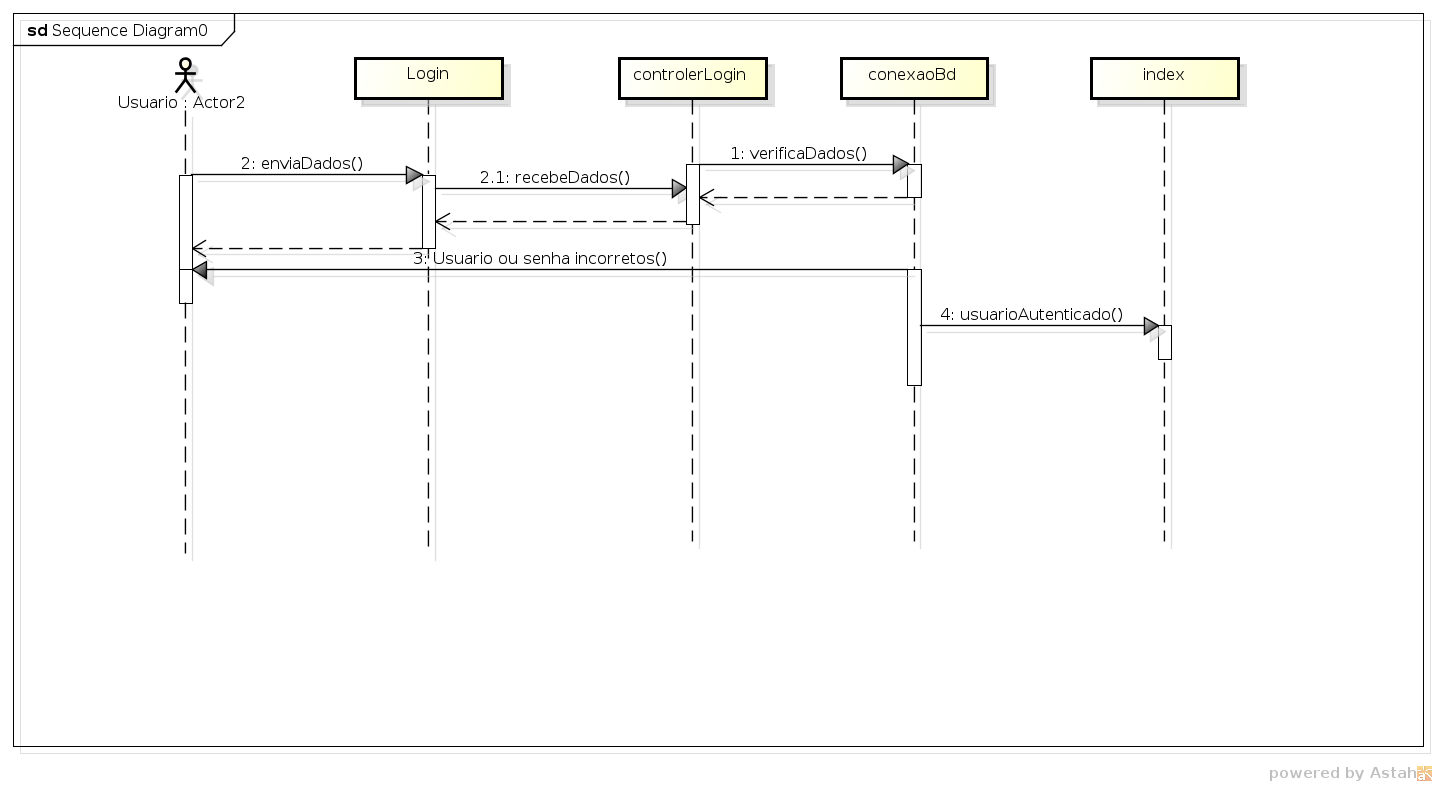 sd Sequence Diagram0
Usuario : Actor2
Login
controlerLogin
conexaoBd
index
1: verificaDados()
2: enviaDados()
2.1: recebeDados()
3: Usuario ou senha incorretos()
4: usuarioAutenticado()
powered by Astah